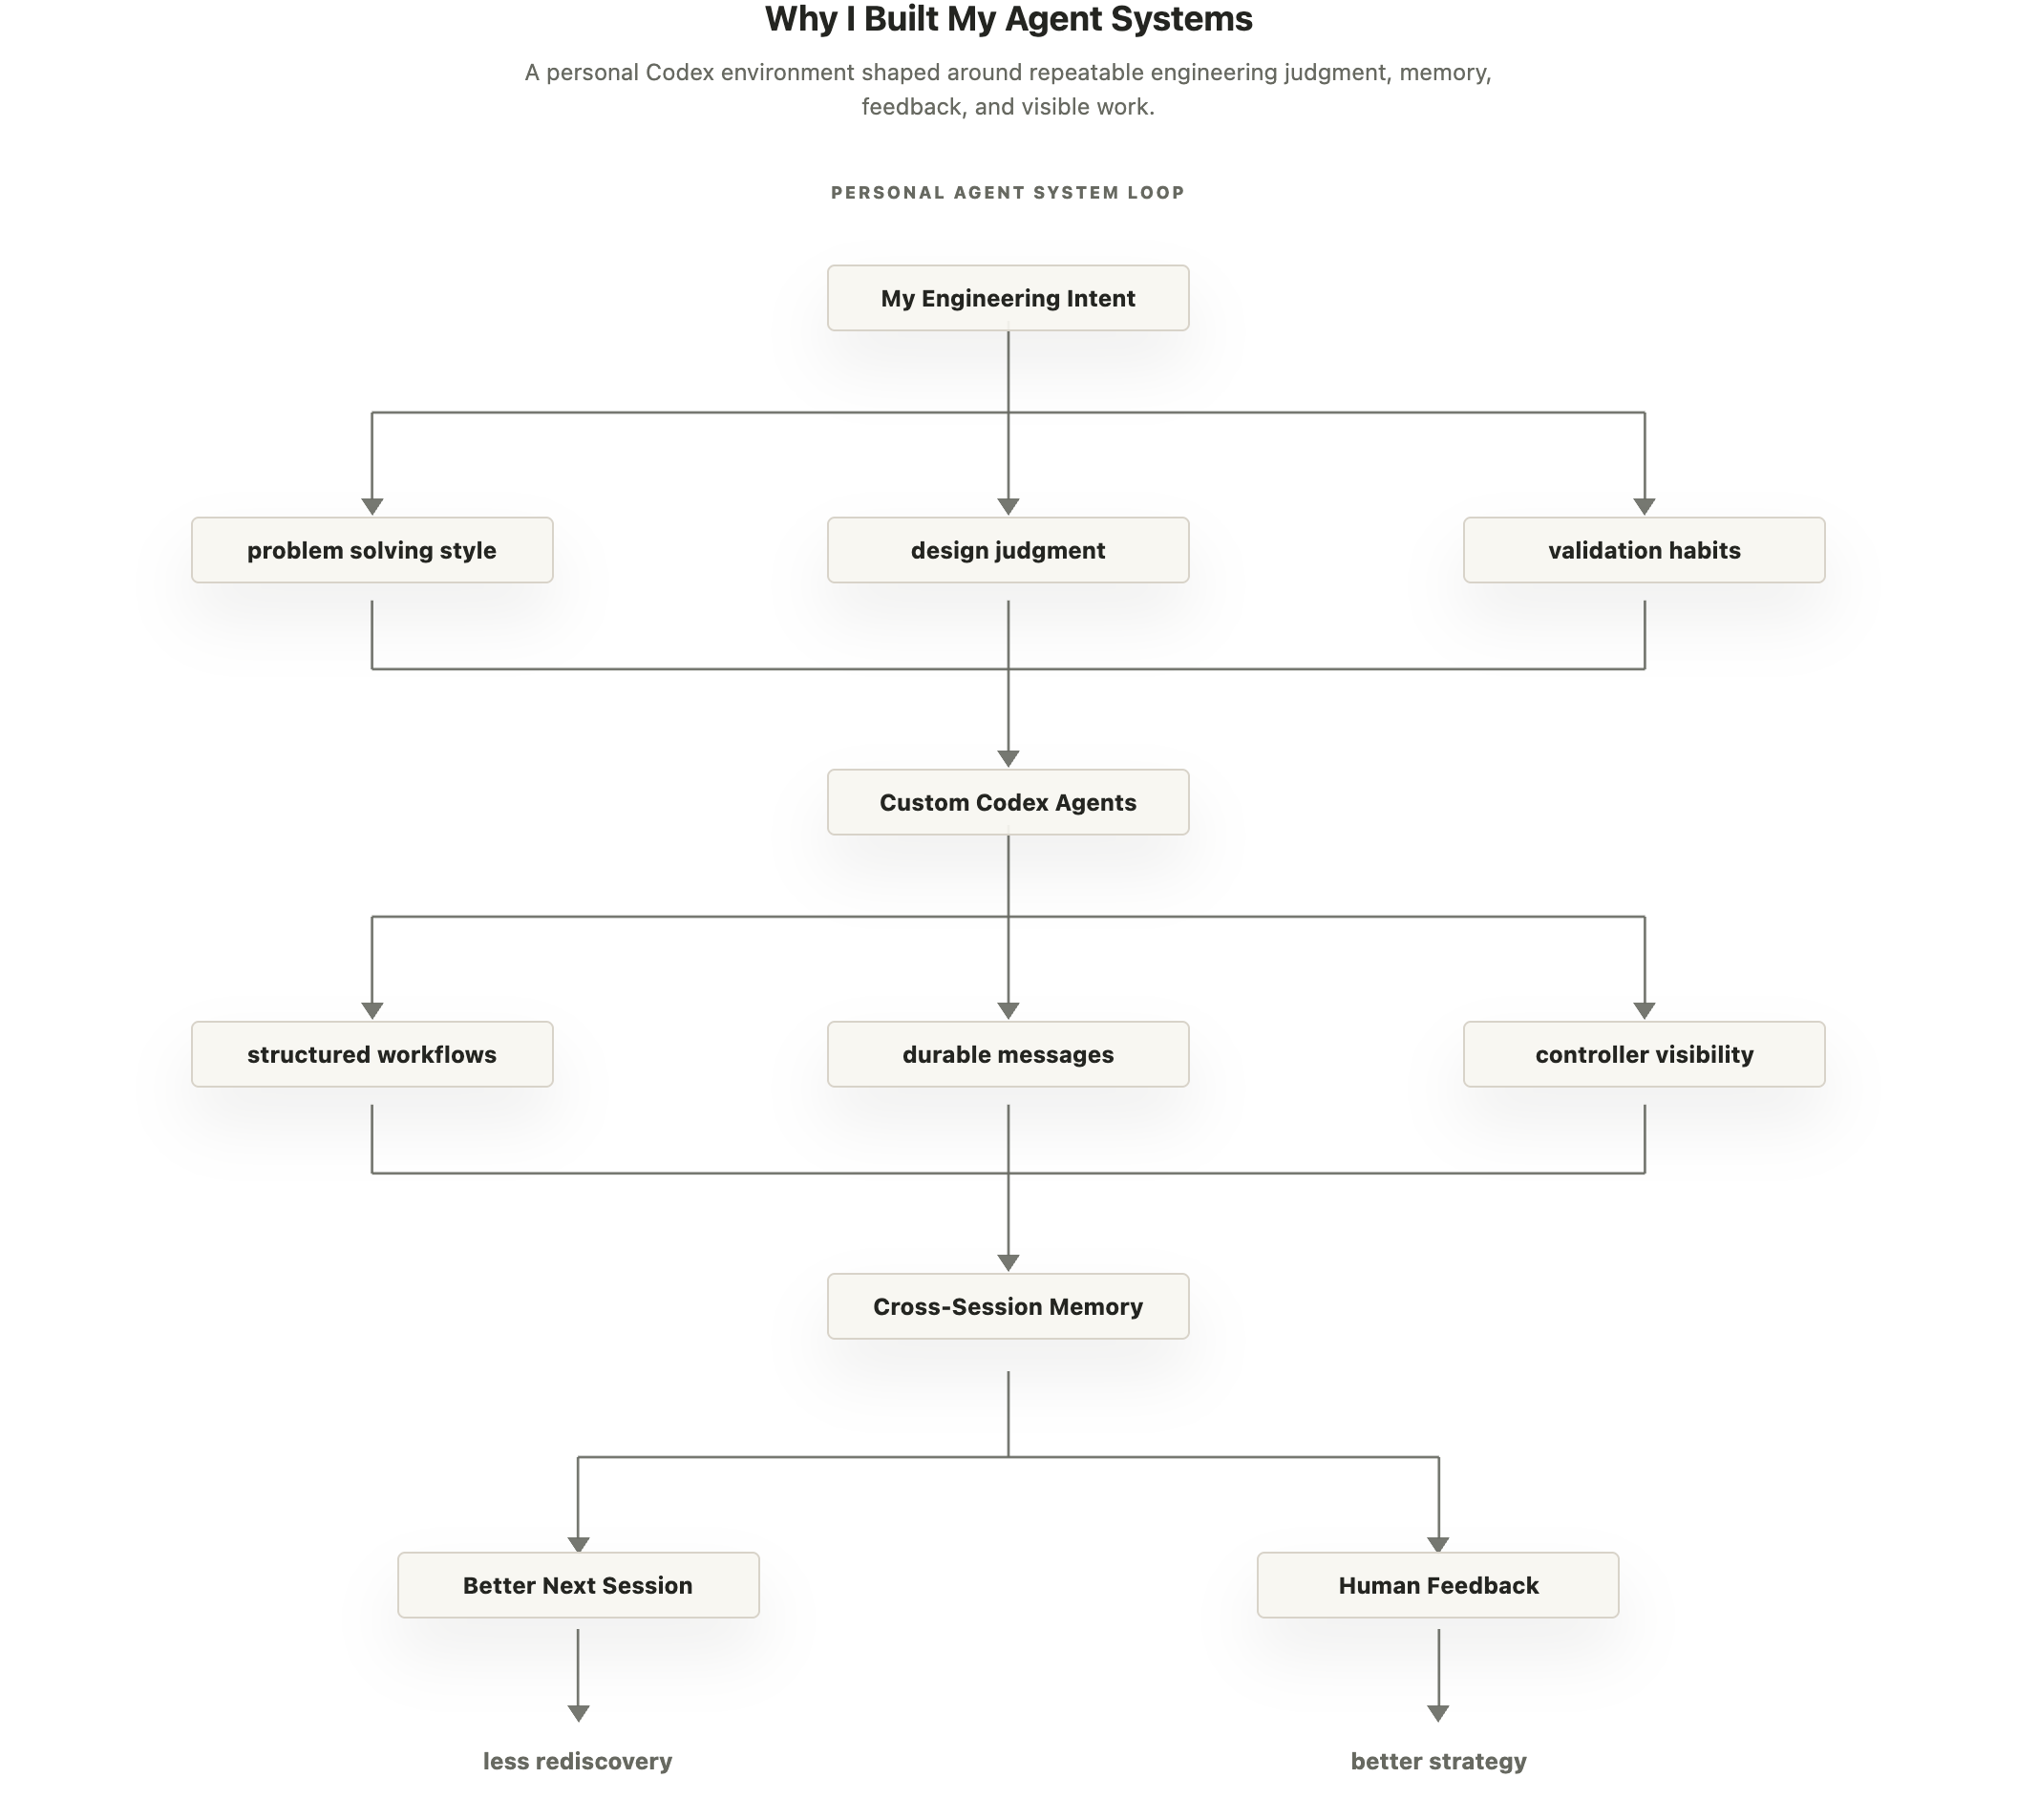 Why I Built My Agent Systems
A personal Codex environment shaped around repeatable engineering judgment, memory,
feedback, and visible work.
PERSONAL AGENT SYSTEM LOOP
My Engineering Intent
problem solving style
design judgment
validation habits
Custom Codex Agents
structured workflows
durable messages
controller visibility
Cross-Session Memory
Better Next Session
Human Feedback
less rediscovery
better strategy